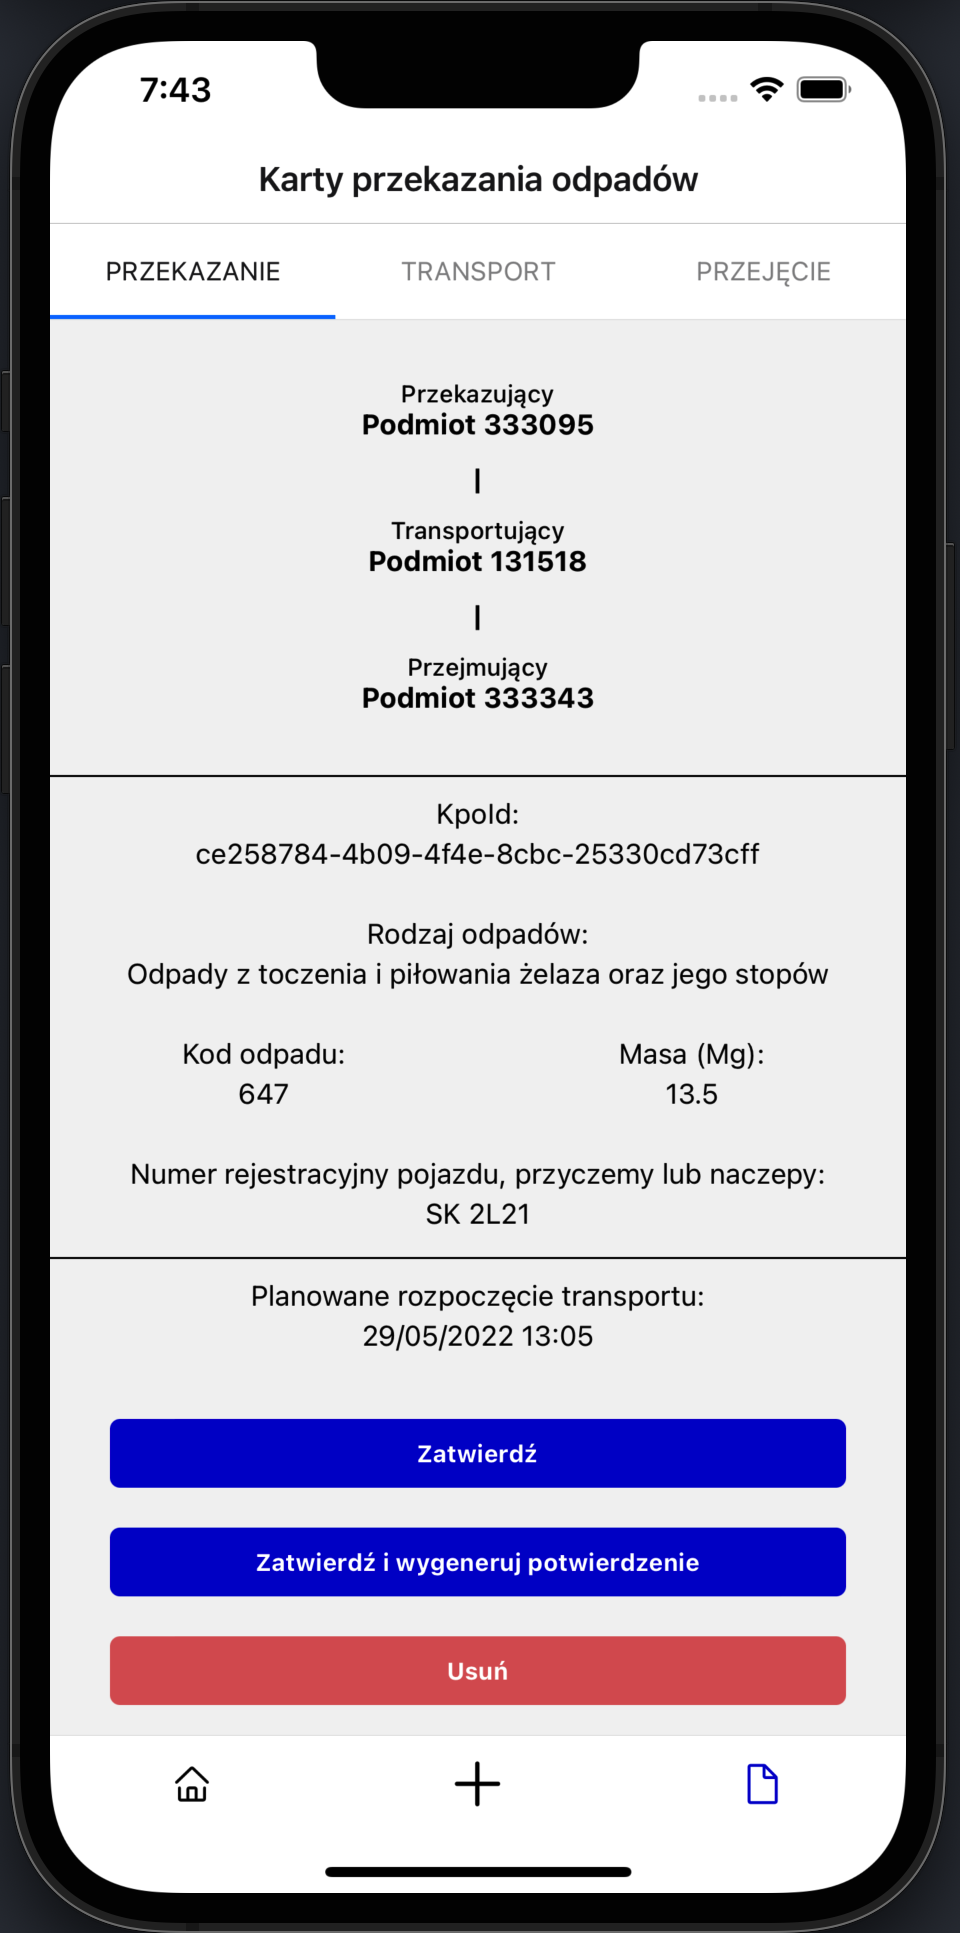 7:43
Karty przekazania odpadów
PRZEKAZANIE TRANSPORT PRZEJĘCIE
Przekazujący
Podmiot 333095
Transportujący
Podmiot 131518
Przejmujący
Podmiot 333343
KpoId:
ce258784-4b09-4f4e-8cbc-25330cd73cff
Rodzaj odpadów:
Odpady z toczenia i piłowania żelaza oraz jego stopów
Kod odpadu: Masa (Mg):
647 13.5
Numer rejestracyjny pojazdu, przyczemy lub naczepy:
SK 2L21
Planowane rozpoczęcie transportu:
29/05/2022 13:05
Zatwierdź
Zatwierdź i wygeneruj potwierdzenie
Usuń